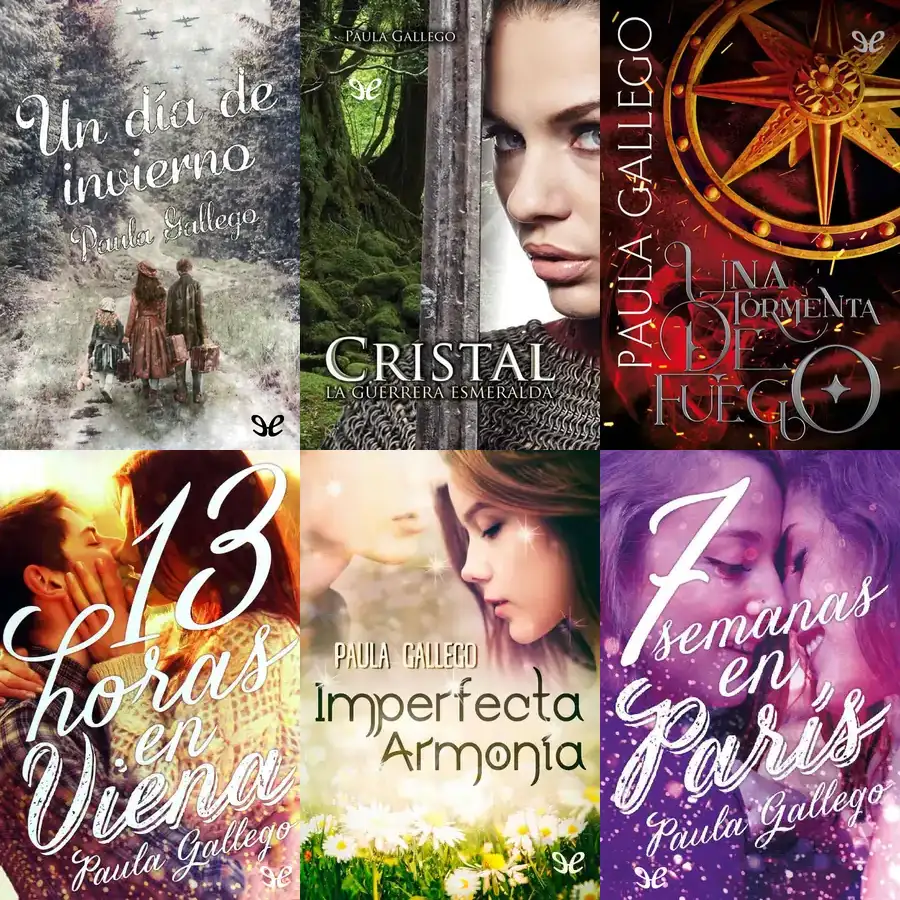 Un día de
invierno
Paula Gallego
PAULA GALLEGO
CRISTAL
LA GUERRERA ESMERALDA
PAULA GALLEGO
UNA
TORMENTA
DE
FUEGO
13
horas
en
Viena
Paula Gallego
PAULA GALLEGO
Imperfecta
Armonía
7
semanas
en
París
Paula Gallego